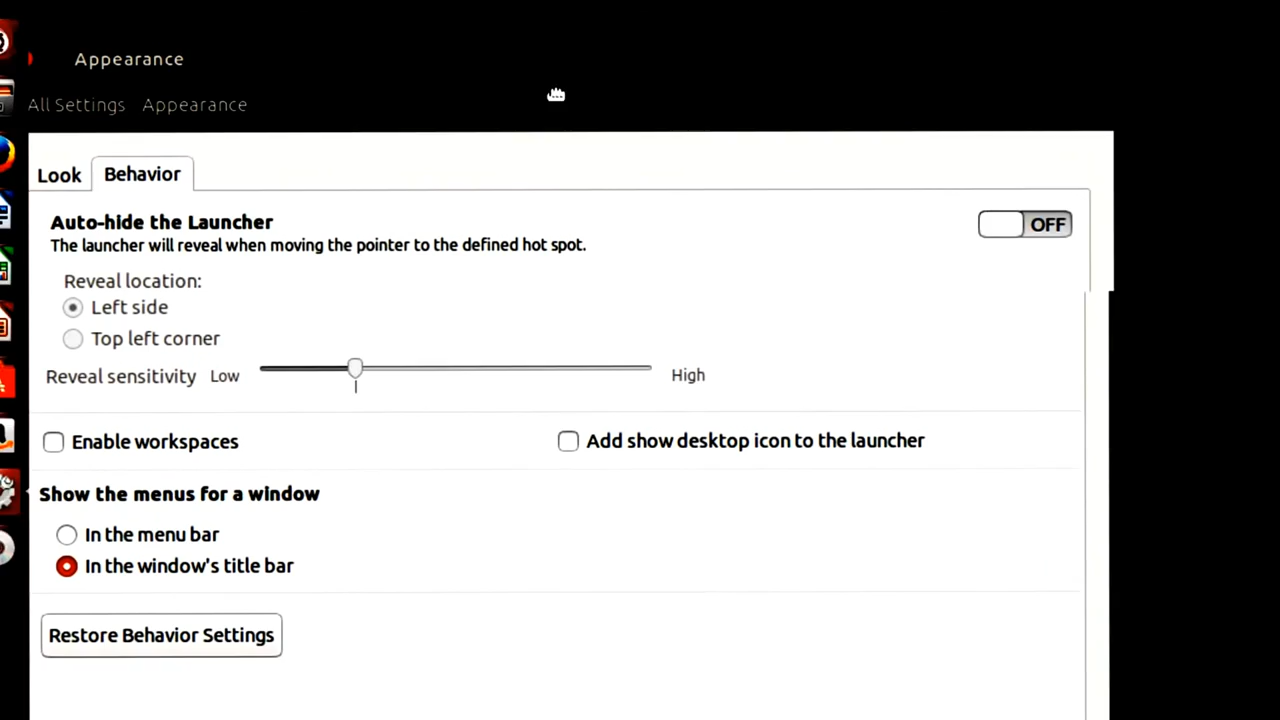 Appearance
All Settings Appearance
Look Behavior
Auto-hide the Launcher OFF
The launcher will reveal when moving the pointer to the defined hot spot.
Reveal location:
Left side
Top left corner
Reveal sensitivity Low High
Enable workspaces Add show desktop icon to the launcher
Show the menus for a window
In the menu bar
In the window's title bar
Restore Behavior Settings